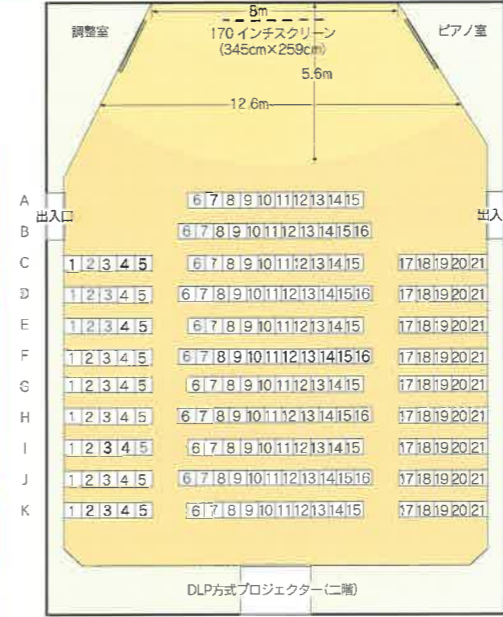 8m
調整室
170 インチスクリーン
ピアノ室
(345cm×259cm)
5.6m
12.6m
A 6 7 8 9 10 11 12 13 14 15
出入口
出入
B 6 7 8 9 10 11 12 13 14 15 16
C 1 2 3 4 5 6 7 8 9 10 11 12 13 14 15 17 18 19 20 21
D 1 2 3 4 5 6 7 8 9 10 11 12 13 14 15 16 17 18 19 20 21
E 1 2 3 4 5 6 7 8 9 10 11 12 13 14 15 17 18 19 20 21
F 1 2 3 4 5 6 7 8 9 10 11 12 13 14 15 16 17 18 19 20 21
G 1 2 3 4 5 6 7 8 9 10 11 12 13 14 15 17 18 19 20 21
H 1 2 3 4 5 6 7 8 9 10 11 12 13 14 15 16 17 18 19 20 21
I 1 2 3 4 5 6 7 8 9 10 11 12 13 14 15 17 18 19 20 21
J 1 2 3 4 5 6 7 8 9 10 11 12 13 14 15 16 17 18 19 20 21
K 1 2 3 4 5 6 7 8 9 10 11 12 13 14 15 17 18 19 20 21
DLP方式プロジェクター(二階)